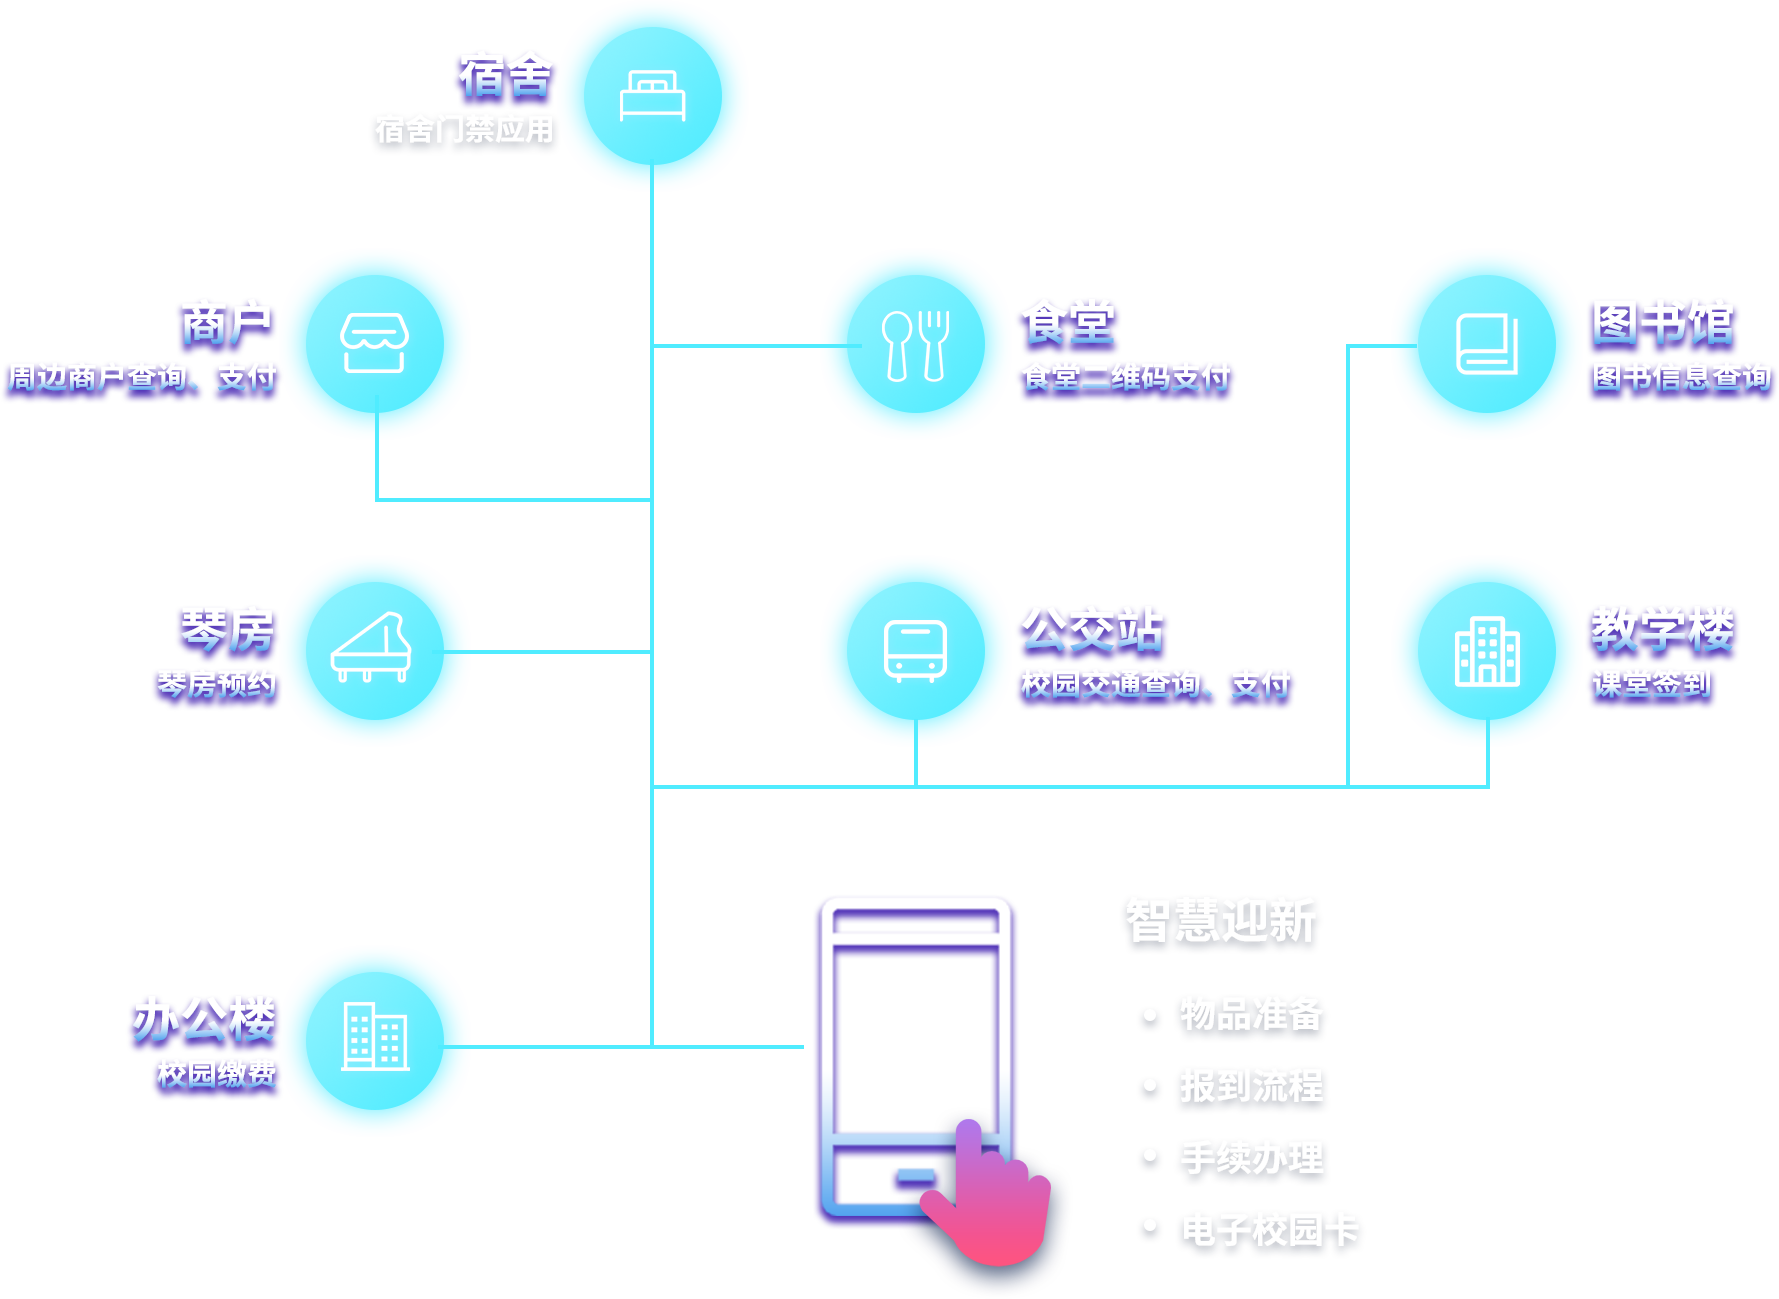 宿舍
宿舍门禁应用
商户
周边商户查询、支付
食堂
食堂二维码支付
图书馆
图书信息查询
琴房
琴房预约
公交站
校园交通查询、支付
教学楼
课堂签到
办公楼
校园缴费
智慧迎新
• 物品准备
• 报到流程
• 手续办理
• 电子校园卡